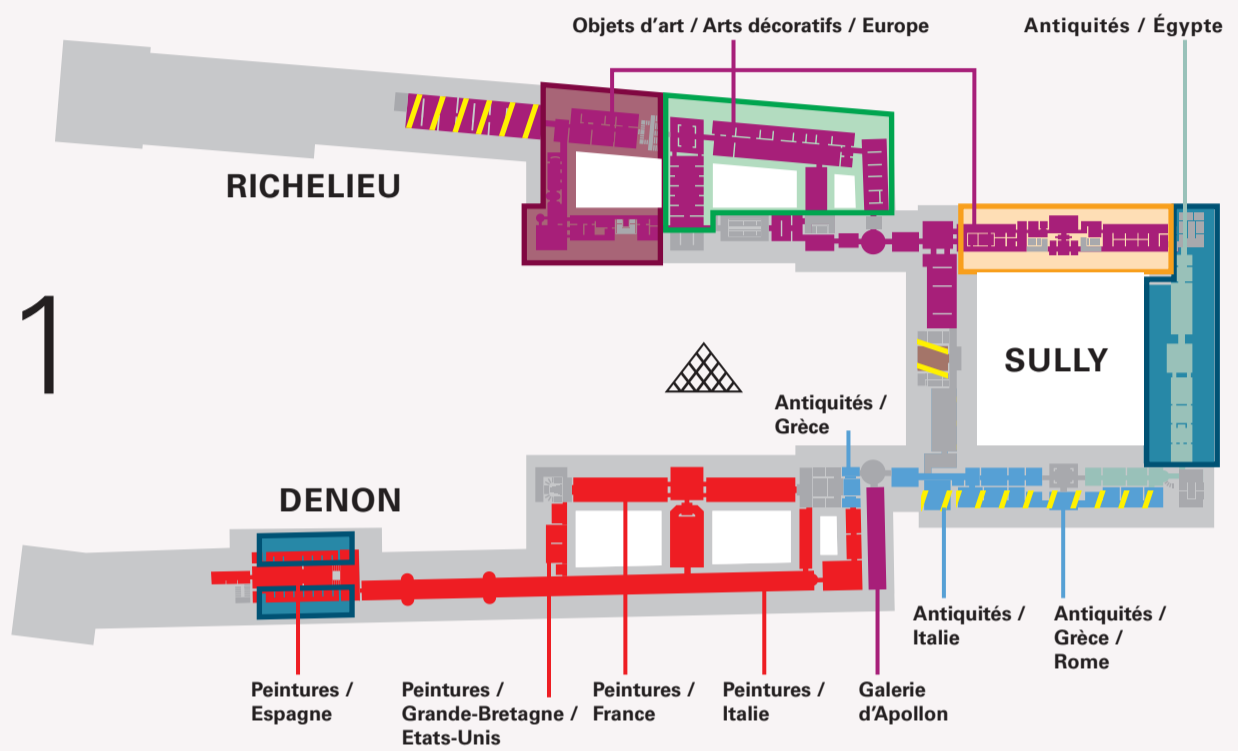 Objets d'art / Arts décoratifs / Europe
Antiquités / Égypte
RICHELIEU
1
SULLY
Antiquités /
Grèce
DENON
Antiquités /
Italie
Antiquités /
Grèce /
Rome
Peintures /
Espagne
Peintures /
Grande-Bretagne /
Etats-Unis
Peintures /
France
Peintures /
Italie
Galerie
d'Apollon